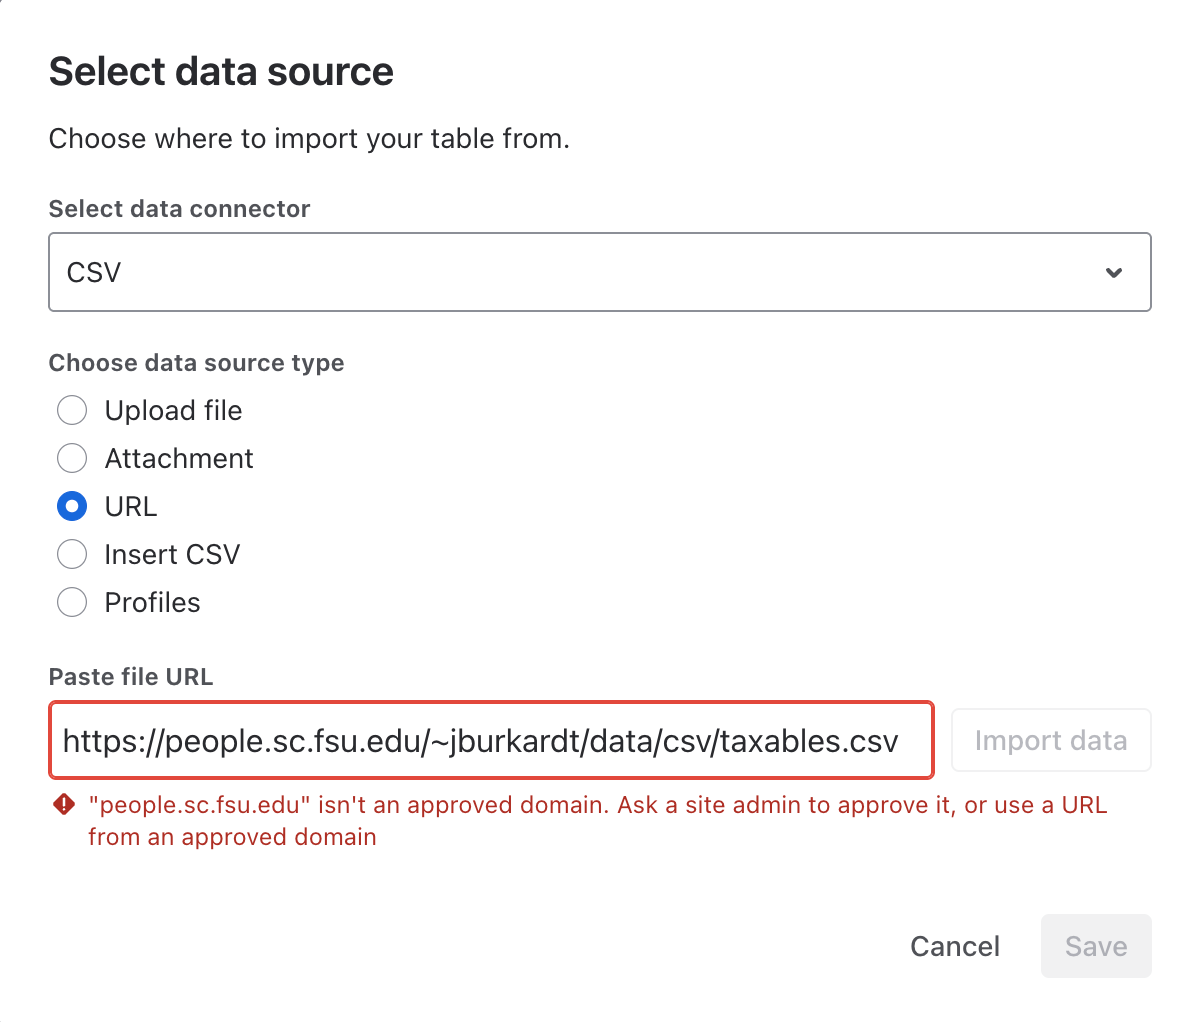 Select data source
Choose where to import your table from.
Select data connector
CSV
Choose data source type
Upload file
Attachment
URL
Insert CSV
Profiles
Paste file URL
https://people.sc.fsu.edu/~jburkardt/data/csv/taxables.csv
Import data
"people.sc.fsu.edu" isn't an approved domain. Ask a site admin to approve it, or use a URL
from an approved domain
Cancel
Save